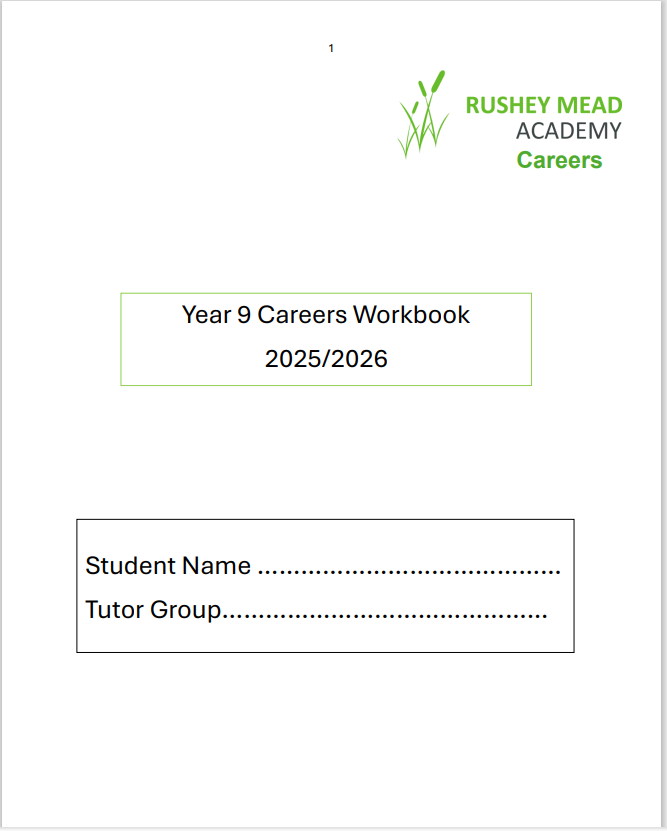 1
RUSHEY MEAD
ACADEMY
Careers
Year 9 Careers Workbook
2025/2026
Student Name ……………………………………
Tutor Group………………………………………